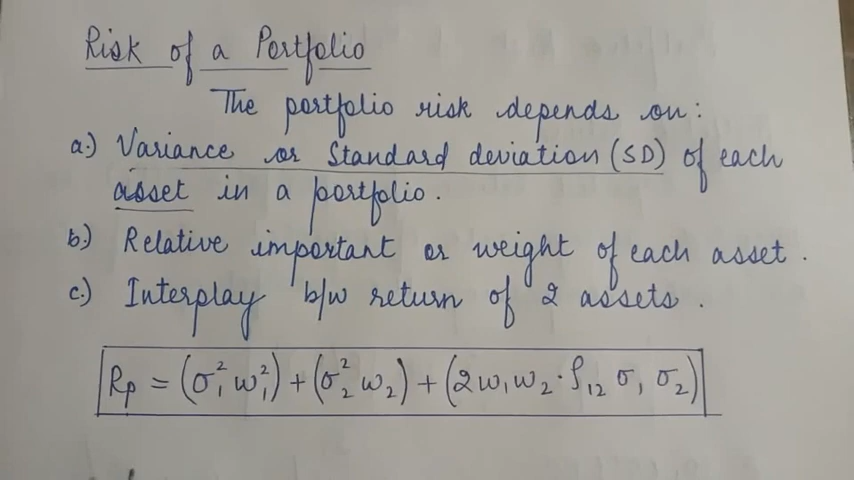 Risk of a Portfolio
The portfolio risk depends on:
a.) Variance or Standard deviation (SD) of each
asset in a portfolio.
b.) Relative important or weight of each asset.
c.) Interplay b/w return of 2 assets.
Rp = (σ₁² w₁²) + (σ₂² w₂) + (2w₁w₂·ρ₁₂ σ₁ σ₂)